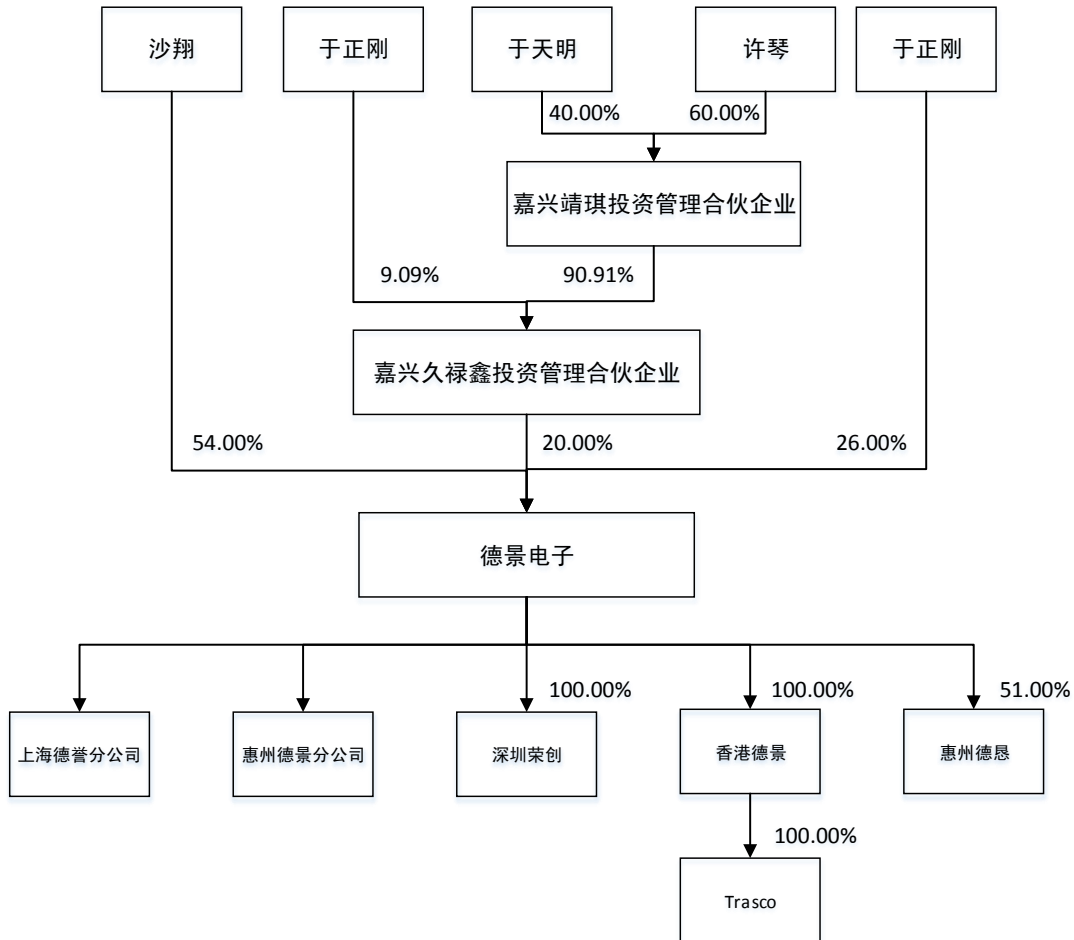 沙翔
于正刚
于天明
许琴
于正刚
40.00%
60.00%
嘉兴靖琪投资管理合伙企业
9.09%
90.91%
嘉兴久禄鑫投资管理合伙企业
54.00%
20.00%
26.00%
德景电子
100.00%
100.00%
51.00%
上海德誉分公司
惠州德景分公司
深圳荣创
香港德景
惠州德恳
100.00%
Trasco